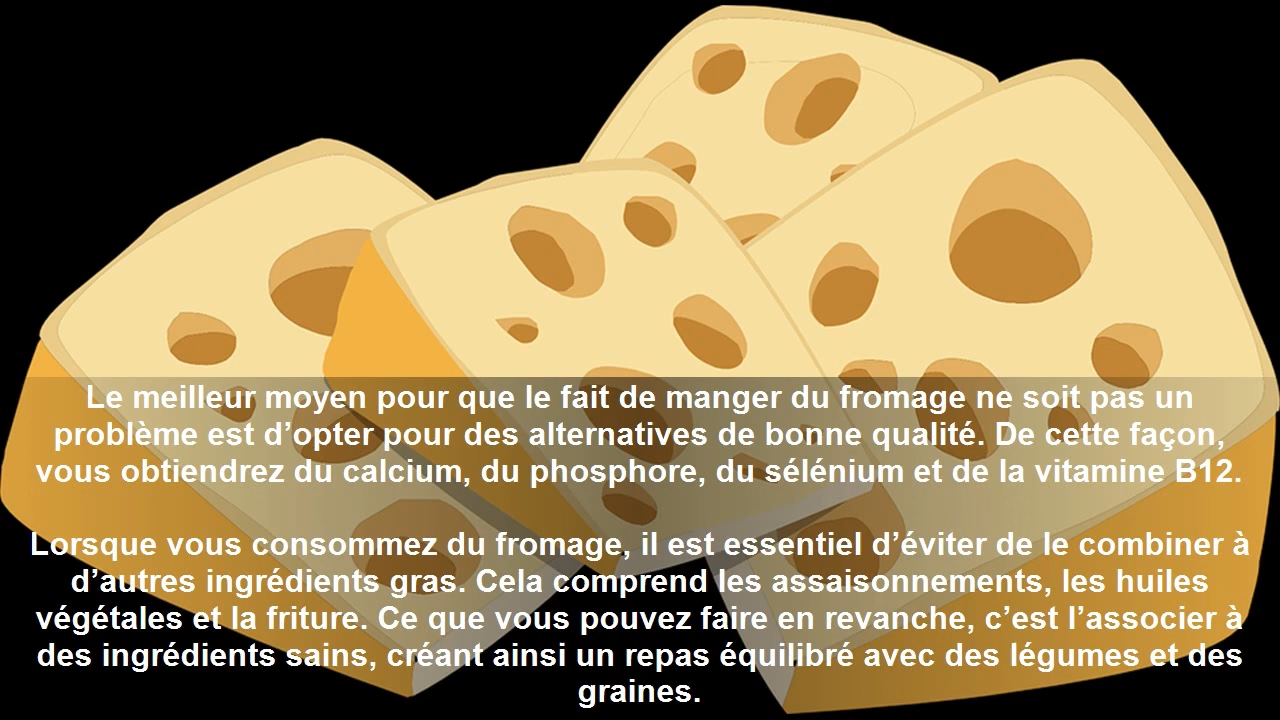 Le meilleur moyen pour que le fait de manger du fromage ne soit pas un
problème est d’opter pour des alternatives de bonne qualité. De cette façon,
vous obtiendrez du calcium, du phosphore, du sélénium et de la vitamine B12.
Lorsque vous consommez du fromage, il est essentiel d’éviter de le combiner à
d’autres ingrédients gras. Cela comprend les assaisonnements, les huiles
végétales et la friture. Ce que vous pouvez faire en revanche, c’est l’associer à
des ingrédients sains, créant ainsi un repas équilibré avec des légumes et des
graines.